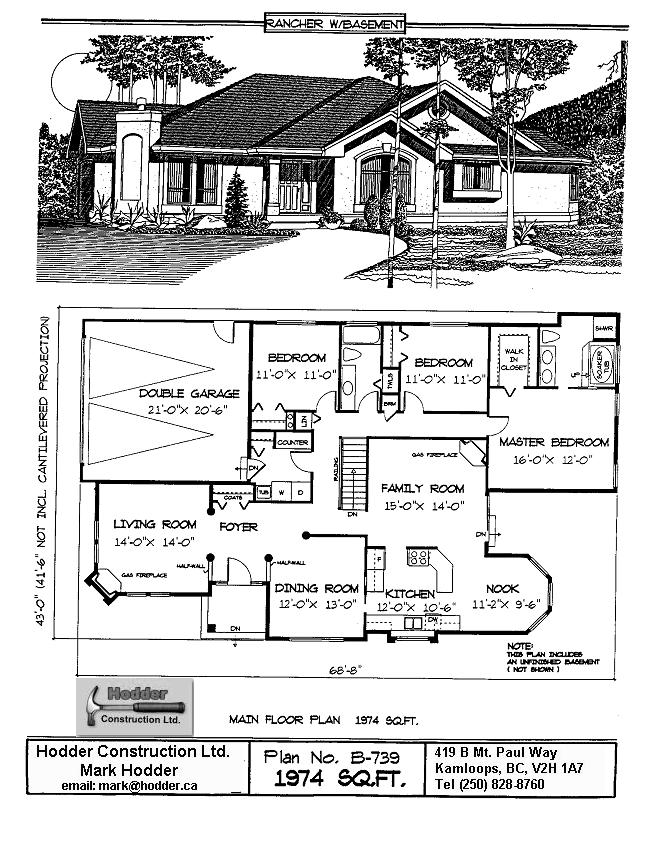 RANCHER W/BASEMENT
43'-0" (41'-6" NOT INCL. CANTILEVERED PROJECTION)
DOUBLE GARAGE
21'-0"X 20'-6"
BEDROOM
11'-0"X 11'-0"
BEDROOM
11'-0"X 11'-0"
TWLS
BRM
LIN
WALK
IN
CLOSET
SHWR
SOAKER
TUB
COUNTER
DN
TUB
W
D
COATS
RAILING
DN
GAS FIREPLACE
MASTER BEDROOM
16'-0"X 12'-0"
FAMILY ROOM
15'-0"X 14'-0"
DN
LIVING ROOM
14'-0"X 14'-0"
FOYER
GAS FIREPLACE
HALF-WALL
HALF-WALL
DINING ROOM
12'-0"X 13'-0"
F
KITCHEN
12'-0"X 10'-6"
DW
NOOK
11'-2"X 9'-6"
DN
NOTE:
THIS PLAN INCLUDES
AN UNFINISHED BASEMENT
( NOT SHOWN )
68'-8"
Hodder
Construction Ltd.
MAIN FLOOR PLAN 1974 SQ.FT.
Hodder Construction Ltd.
Mark Hodder
email: mark@hodder.ca
Plan No. B-739
1974 SQ.FT.
419 B Mt. Paul Way
Kamloops, BC, V2H 1A7
Tel (250) 828-8760